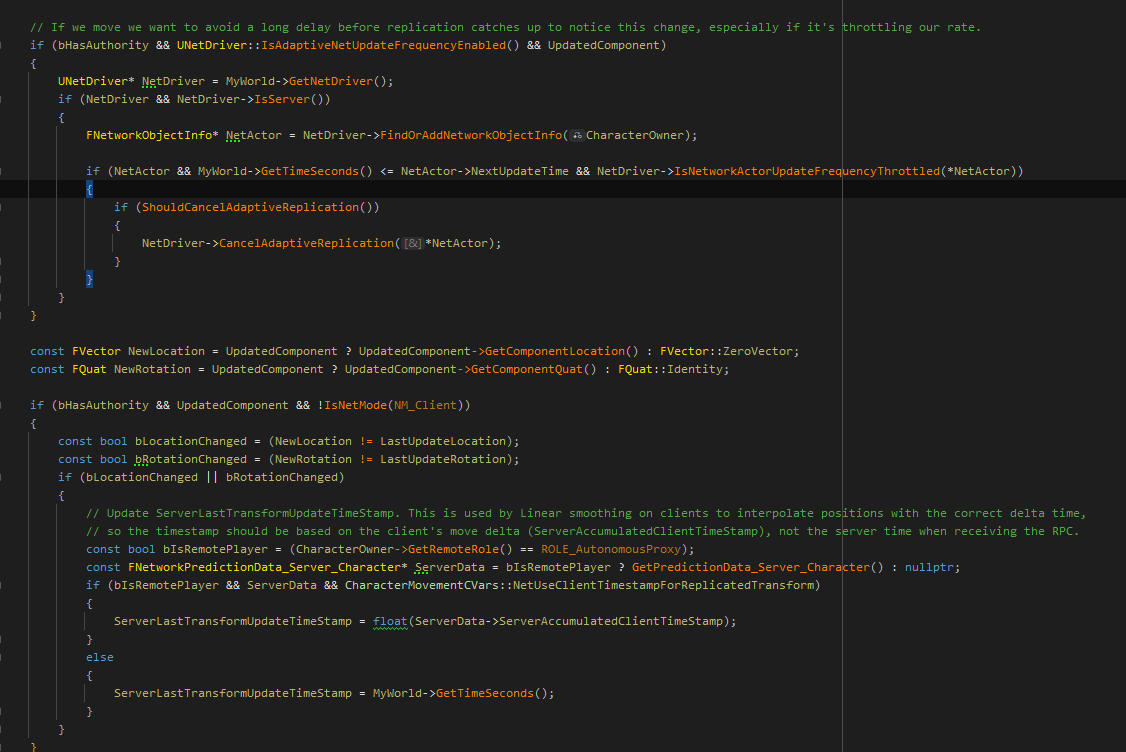 // If we move we want to avoid a long delay before replication catches up to notice this change, especially if it's throttling our rate.
if (bHasAuthority && UNetDriver::IsAdaptiveNetUpdateFrequencyEnabled() && UpdatedComponent)
{
UNetDriver* NetDriver = MyWorld->GetNetDriver();
if (NetDriver && NetDriver->IsServer())
{
FNetworkObjectInfo* NetActor = NetDriver->FindOrAddNetworkObjectInfo(CharacterOwner);
if (NetActor && MyWorld->GetTimeSeconds() <= NetActor->NextUpdateTime && NetDriver->IsNetworkActorUpdateFrequencyThrottled(*NetActor))
{
if (ShouldCancelAdaptiveReplication())
{
NetDriver->CancelAdaptiveReplication([&]*NetActor);
}
}
}
}
const FVector NewLocation = UpdatedComponent ? UpdatedComponent->GetComponentLocation() : FVector::ZeroVector;
const FQuat NewRotation = UpdatedComponent ? UpdatedComponent->GetComponentQuat() : FQuat::Identity;
if (bHasAuthority && UpdatedComponent && !IsNetMode(NM_Client))
{
const bool bLocationChanged = (NewLocation != LastUpdateLocation);
const bool bRotationChanged = (NewRotation != LastUpdateRotation);
if (bLocationChanged || bRotationChanged)
{
// Update ServerLastTransformUpdateTimeStamp. This is used by Linear smoothing on clients to interpolate positions with the correct delta time,
// so the timestamp should be based on the client's move delta (ServerAccumulatedClientTimeStamp), not the server time when receiving the RPC.
const bool bIsRemotePlayer = (CharacterOwner->GetRemoteRole() == ROLE_AutonomousProxy);
const FNetworkPredictionData_Server_Character* ServerData = bIsRemotePlayer ? GetPredictionData_Server_Character() : nullptr;
if (bIsRemotePlayer && ServerData && CharacterMovementCVars::NetUseClientTimestampForReplicatedTransform)
{
ServerLastTransformUpdateTimeStamp = float(ServerData->ServerAccumulatedClientTimeStamp);
}
else
{
ServerLastTransformUpdateTimeStamp = MyWorld->GetTimeSeconds();
}
}
}